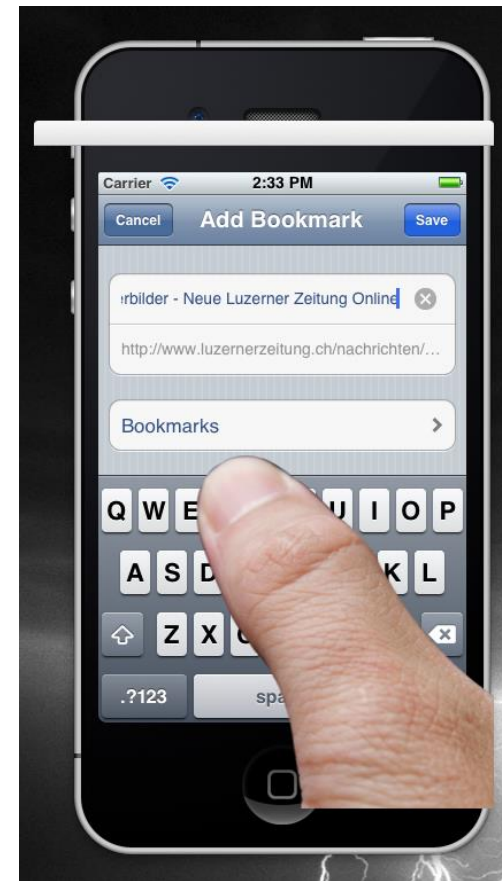 Carrier 2:33 PM
Cancel Add Bookmark Save
rbilder - Neue Luzerner Zeitung Online
http://www.luzernerzeitung.ch/nachrichten/...
Bookmarks
Q W E U I O P
A S D K L
Z X
.?123